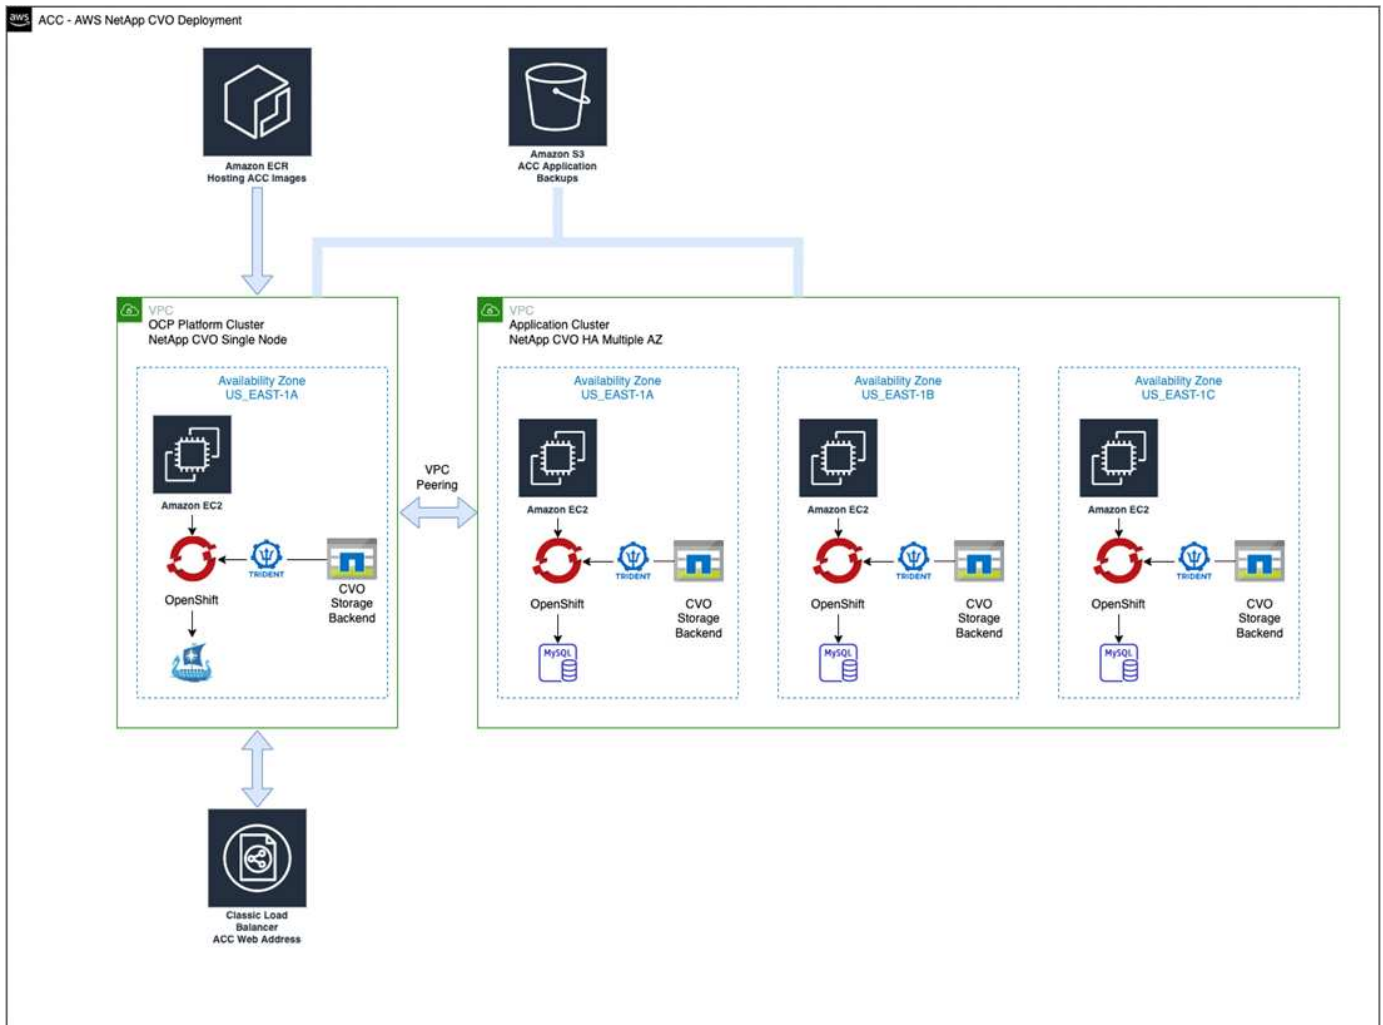 aws
ACC - AWS NetApp CVO Deployment
Amazon ECR
Hosting ACC Images
Amazon S3
ACC Application
Backups
VPC
OCP Platform Cluster
NetApp CVO Single Node
Availability Zone
US_EAST-1A
Amazon EC2
TRIDENT
OpenShift
CVO
Storage
Backend
VPC
Peering
VPC
Application Cluster
NetApp CVO HA Multiple AZ
Availability Zone
US_EAST-1A
Amazon EC2
TRIDENT
OpenShift
CVO
Storage
Backend
MySQL
Availability Zone
US_EAST-1B
Amazon EC2
TRIDENT
OpenShift
CVO
Storage
Backend
MySQL
Availability Zone
US_EAST-1C
Amazon EC2
TRIDENT
OpenShift
CVO
Storage
Backend
MySQL
Classic Load
Balancer
ACC Web Address